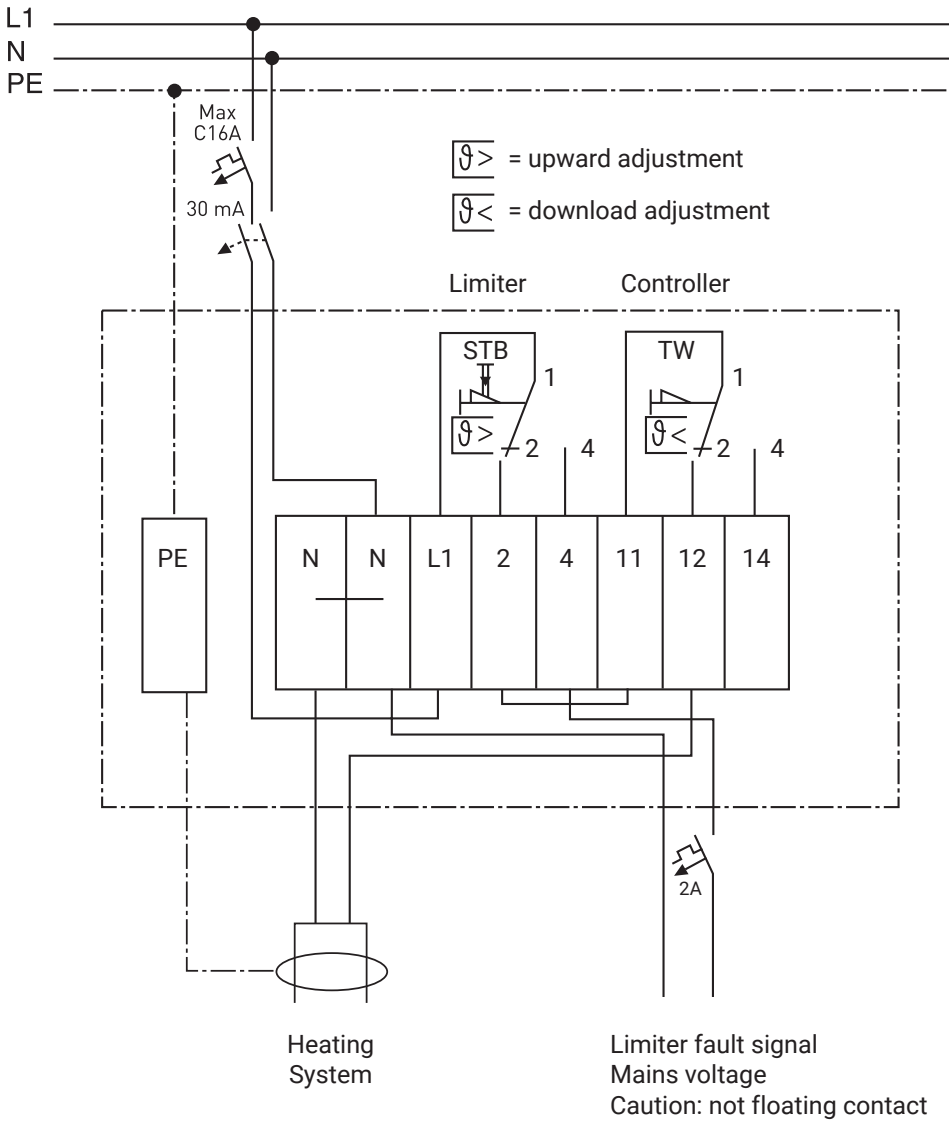 L1
N
PE
Max
C16A
30 mA
ϑ > = upward adjustment
ϑ < = download adjustment
Limiter
Controller
STB
1
ϑ >
2
4
TW
1
ϑ <
2
4
PE
N
N
L1
2
4
11
12
14
2A
Heating
System
Limiter fault signal
Mains voltage
Caution: not floating contact